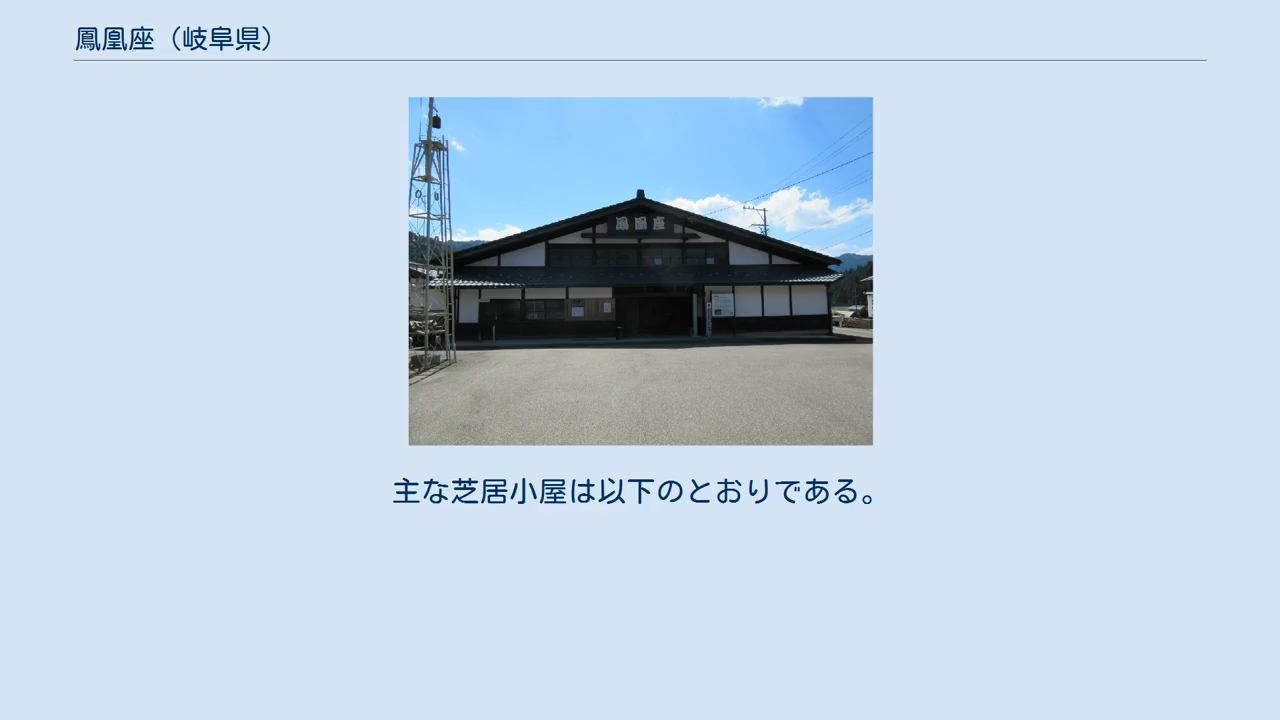 鳳凰座（岐阜県）
鳳凰座
主な芝居小屋は以下のとおりである。